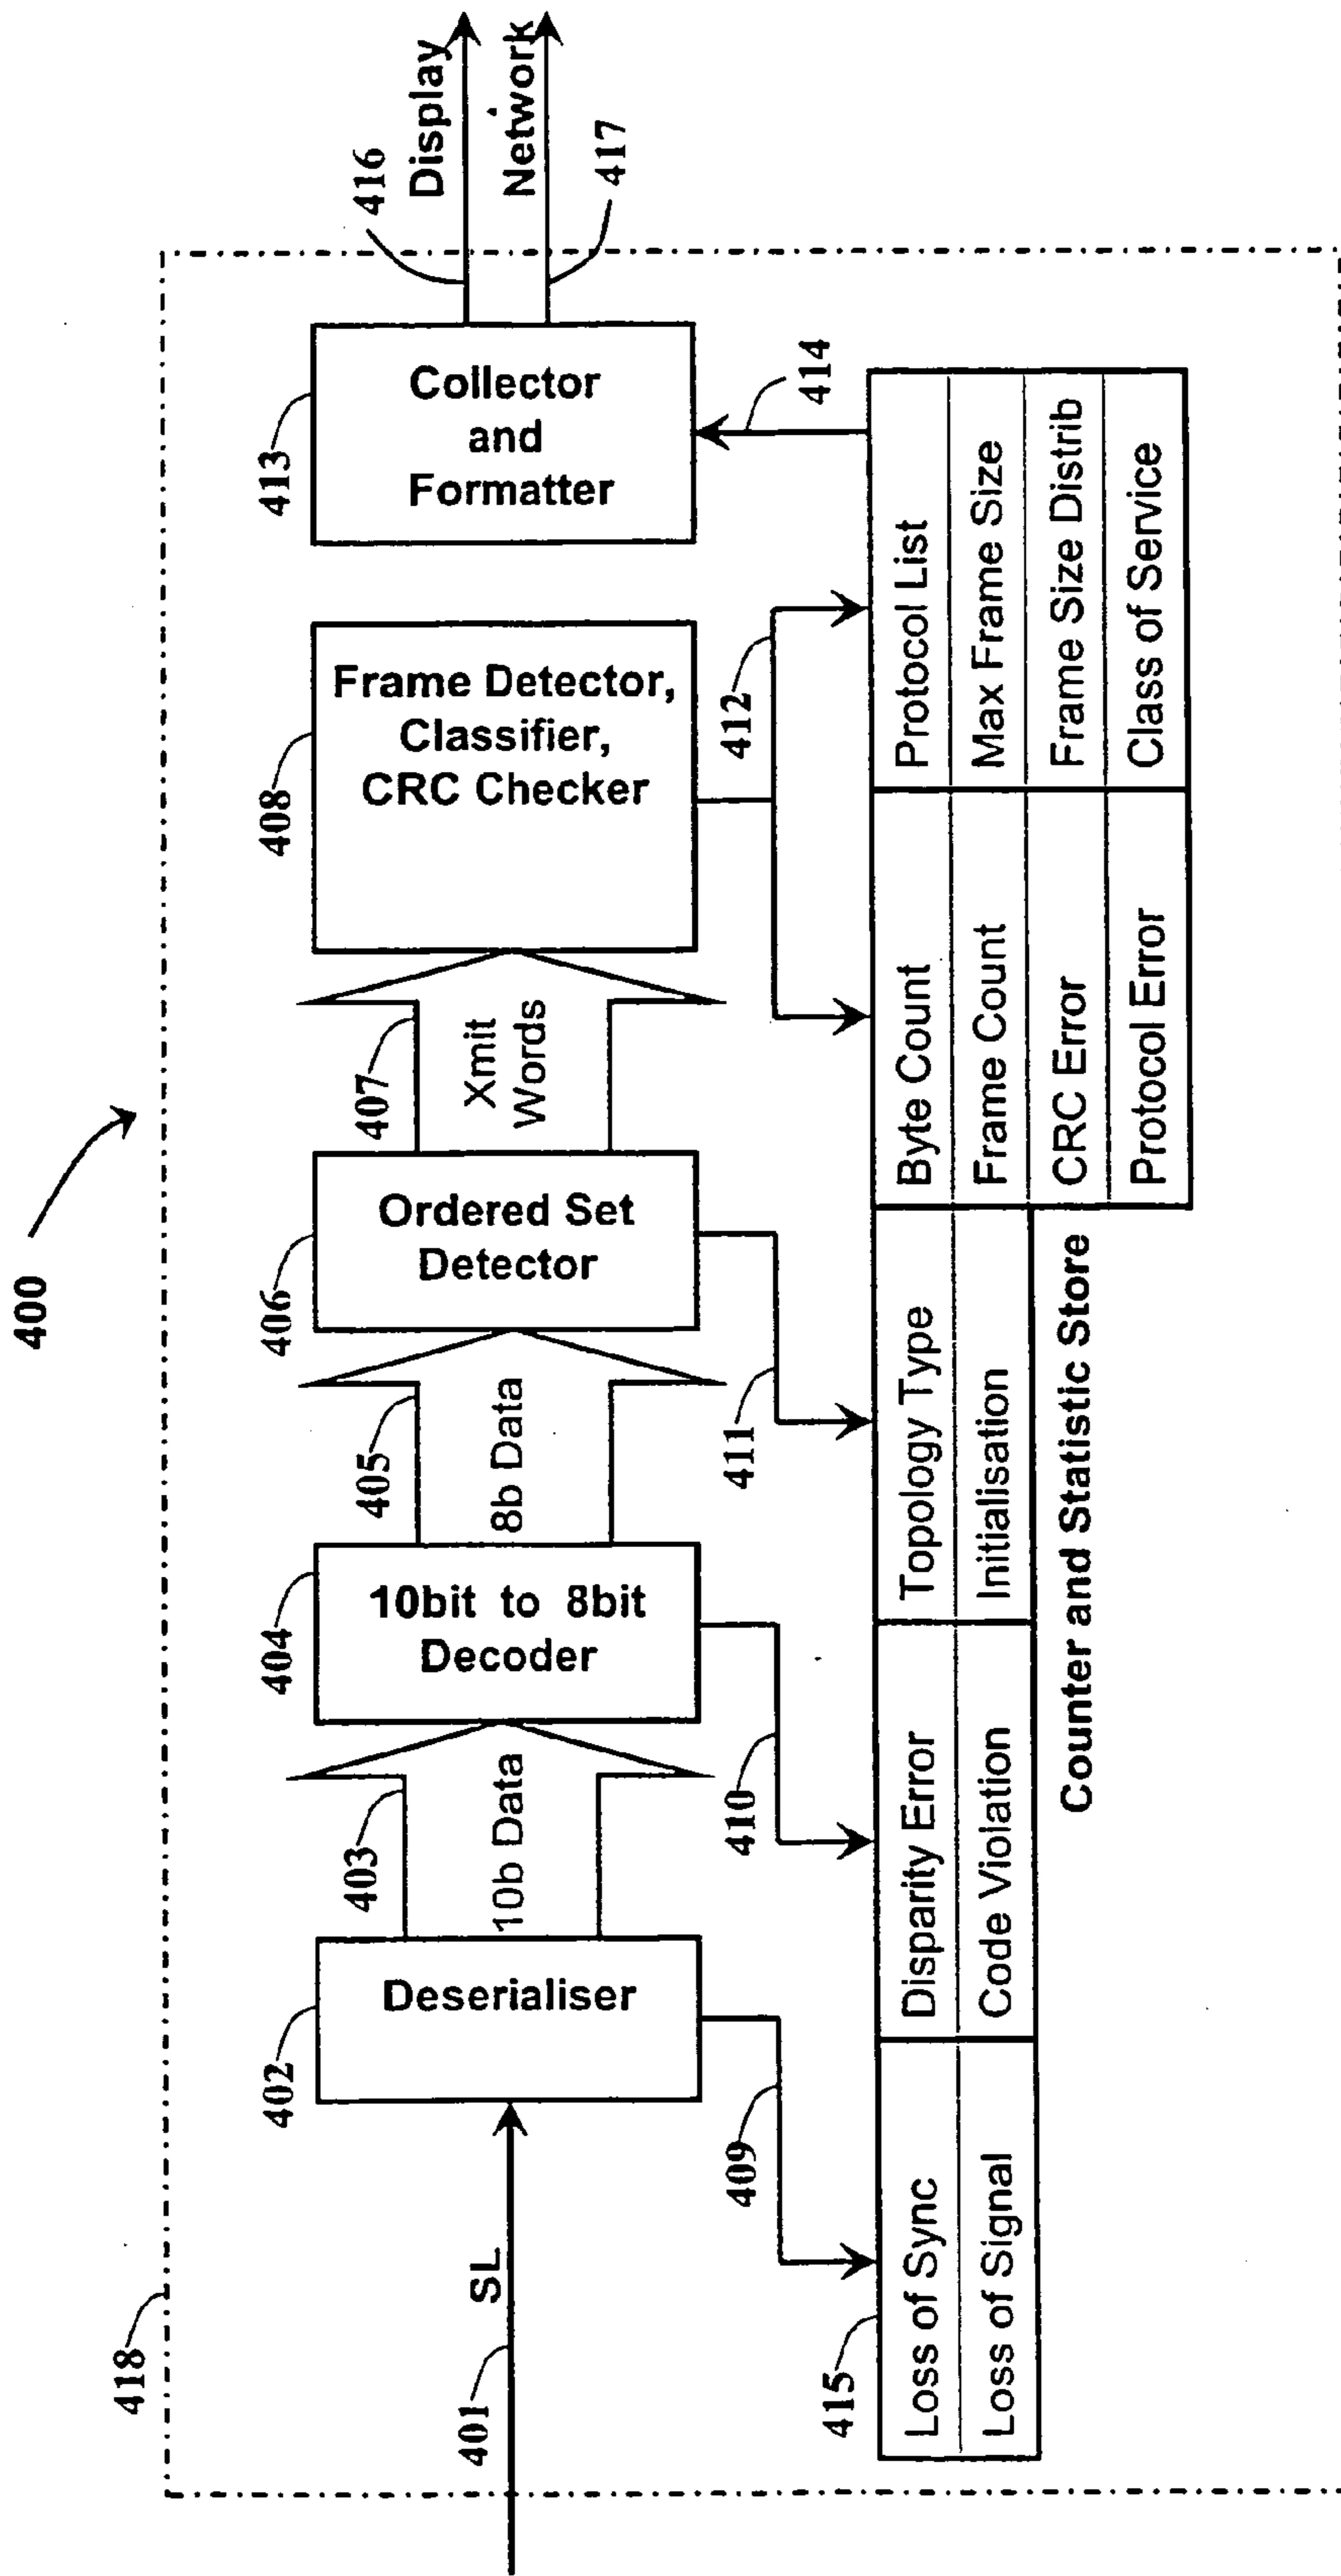 400
418
401
SL
402
Deserialiser
403
10b Data
404
10bit to 8bit
Decoder
405
8b Data
406
Ordered Set
Detector
407
Xmit
Words
408
Frame Detector,
Classifier,
CRC Checker
413
Collector
and
Formatter
416
Display
Network
417
409
410
411
412
414
415
Loss of Sync
Loss of Signal
Disparity Error
Code Violation
Topology Type
Initialisation
Byte Count
Frame Count
CRC Error
Protocol Error
Protocol List
Max Frame Size
Frame Size Distrib
Class of Service
Counter and Statistic Store